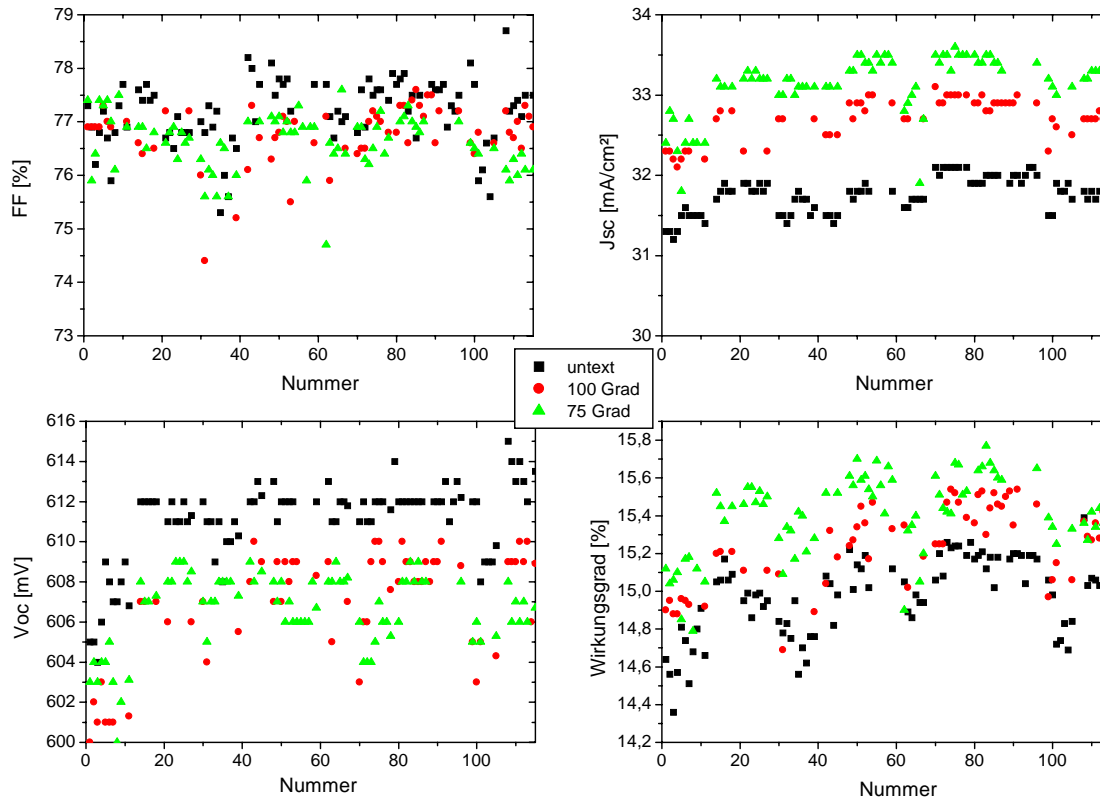 79
78
77
76
75
74
73
FF [%]
0 20 40 60 80 100
Nummer
34
33
32
31
30
Jsc [mA/cm²]
0 20 40 60 80 100
Nummer
untext
100 Grad
75 Grad
616
614
612
610
608
606
604
602
600
Voc [mV]
0 20 40 60 80 100
Nummer
15,8
15,6
15,4
15,2
15,0
14,8
14,6
14,4
14,2
Wirkungsgrad [%]
0 20 40 60 80 100
Nummer